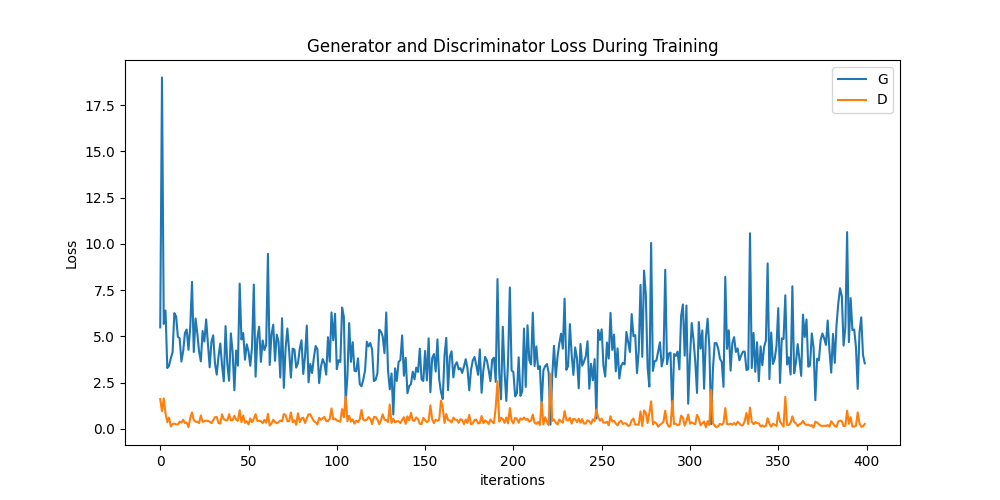 Generator and Discriminator Loss During Training
G
D
17.5
15.0
12.5
10.0
7.5
5.0
2.5
0.0
Loss
0 50 100 150 200 250 300 350 400
iterations